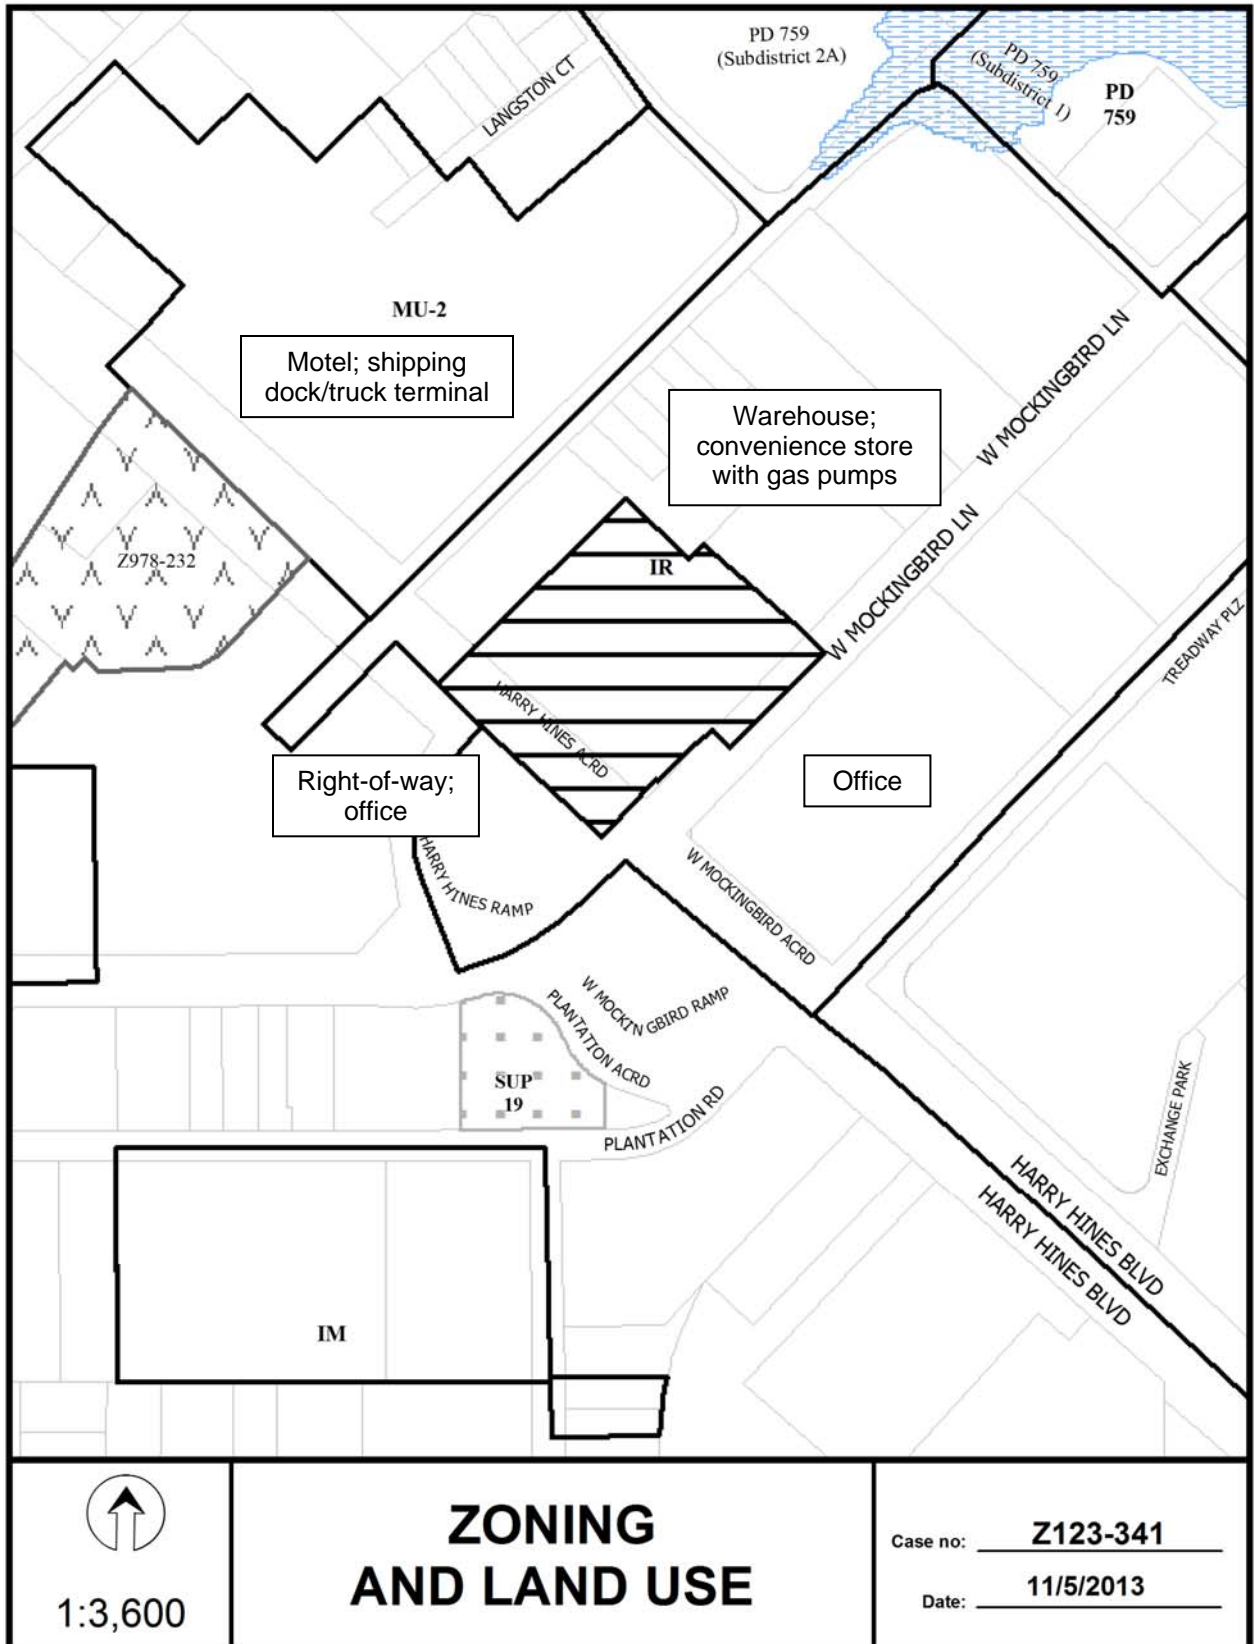 PD 759
(Subdistrict 2A)
PD 759
(Subdistrict 1)
PD
759
LANGSTON CT
MU-2
Motel; shipping
dock/truck terminal
W MOCKINGBIRD LN
Warehouse;
convenience store
with gas pumps
W MOCKINGBIRD LN
Z978-232
IR
TREADWAY PLZ
HARRY HINES ACRD
Right-of-way;
office
Office
HARRY HINES RAMP
W MOCKINGBIRD ACRD
W MOCKIN GBIRD RAMP
PLANTATION ACRD
SUP
19
PLANTATION RD
EXCHANGE PARK
HARRY HINES BLVD
HARRY HINES BLVD
IM
1:3,600
ZONING
AND LAND USE
Case no: Z123-341
Date: 11/5/2013